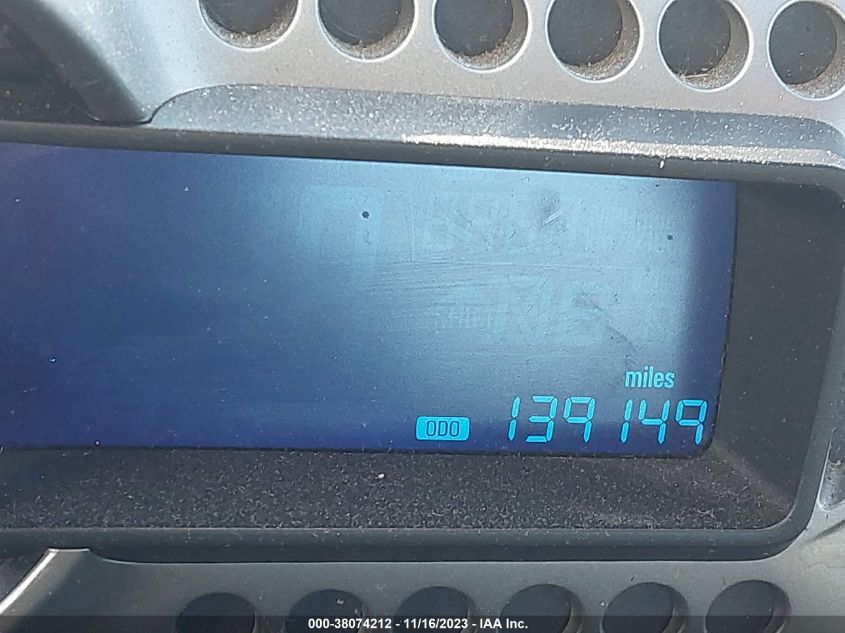 miles
ODO 139149
000-38074212 - 11/16/2023 - IAA Inc.